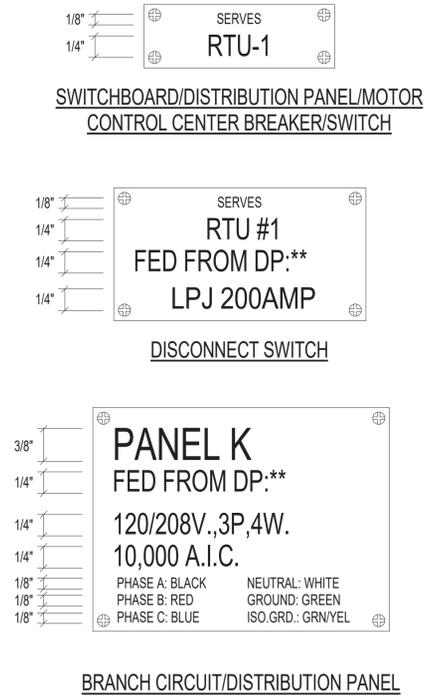 1/8" SERVES
1/4" RTU-1
SWITCHBOARD/DISTRIBUTION PANEL/MOTOR
CONTROL CENTER BREAKER/SWITCH
1/8" SERVES
1/4" RTU #1
1/4" FED FROM DP:**
1/4" LPJ 200AMP
DISCONNECT SWITCH
3/8" PANEL K
1/4" FED FROM DP:**
1/4" 120/208V.,3P,4W.
1/4" 10,000 A.I.C.
1/8" PHASE A: BLACK NEUTRAL: WHITE
1/8" PHASE B: RED GROUND: GREEN
1/8" PHASE C: BLUE ISO.GRD.: GRN/YEL
BRANCH CIRCUIT/DISTRIBUTION PANEL